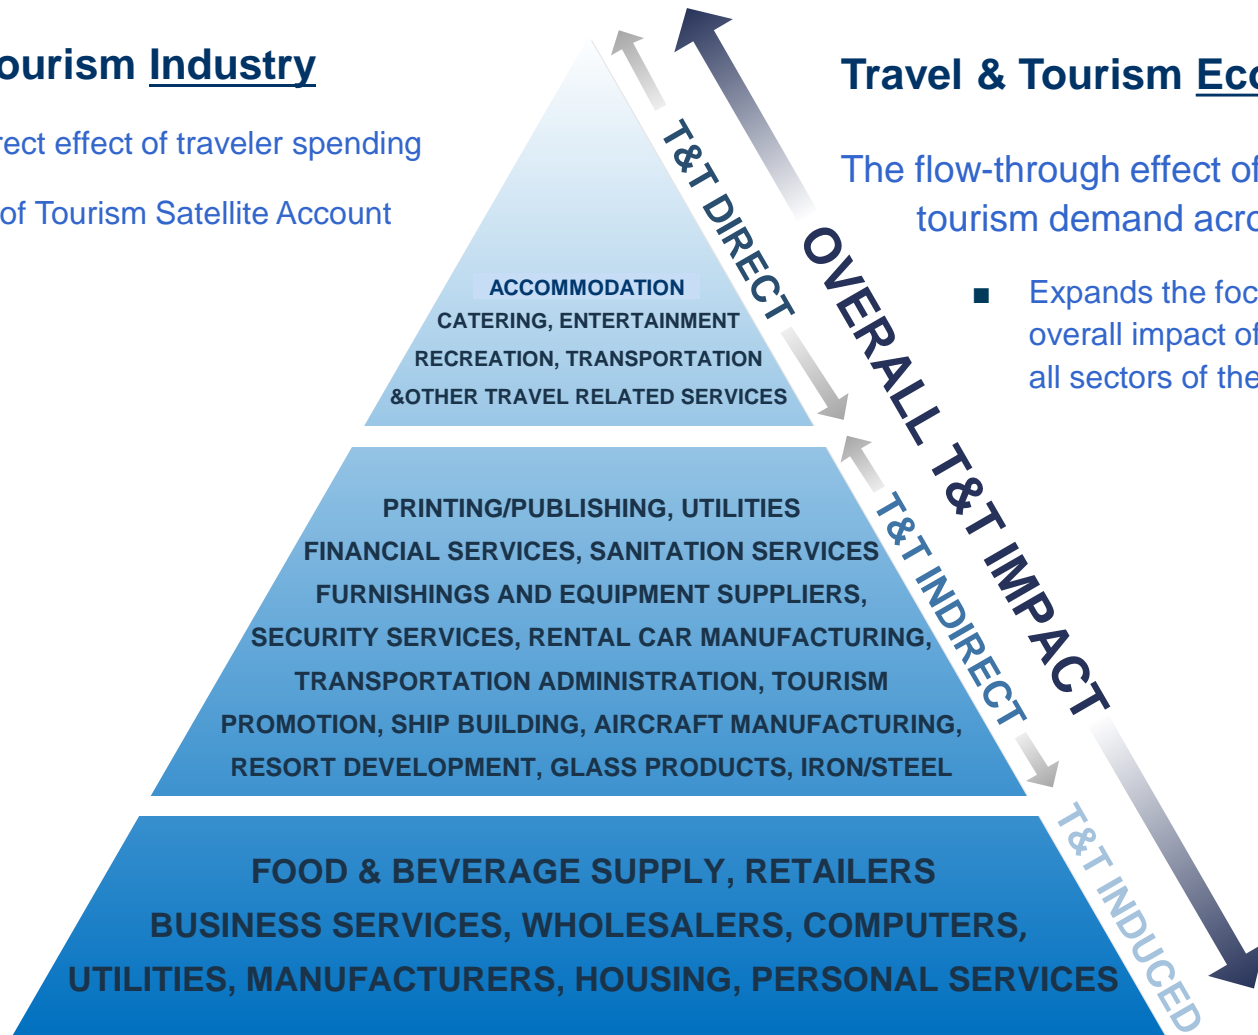 ourism Industry
rect effect of traveler spending
of Tourism Satellite Account
Travel & Tourism Eco
The flow-through effect of
tourism demand acro
■ Expands the foc
overall impact of
all sectors of the
T&T DIRECT
OVERALL T&T IMPACT
T&T INDIRECT
T&T INDUCED
ACCOMMODATION
CATERING, ENTERTAINMENT
RECREATION, TRANSPORTATION
&OTHER TRAVEL RELATED SERVICES
PRINTING/PUBLISHING, UTILITIES
FINANCIAL SERVICES, SANITATION SERVICES
FURNISHINGS AND EQUIPMENT SUPPLIERS,
SECURITY SERVICES, RENTAL CAR MANUFACTURING,
TRANSPORTATION ADMINISTRATION, TOURISM
PROMOTION, SHIP BUILDING, AIRCRAFT MANUFACTURING,
RESORT DEVELOPMENT, GLASS PRODUCTS, IRON/STEEL
FOOD & BEVERAGE SUPPLY, RETAILERS
BUSINESS SERVICES, WHOLESALERS, COMPUTERS,
UTILITIES, MANUFACTURERS, HOUSING, PERSONAL SERVICES